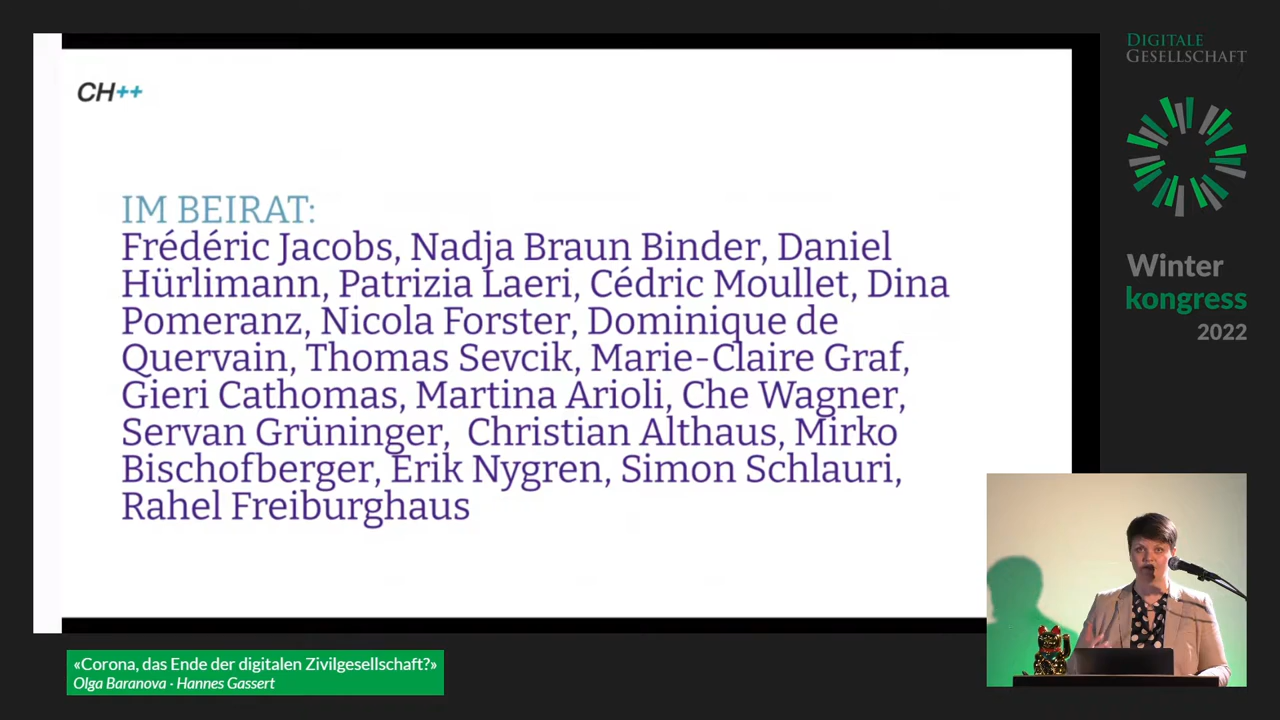 CH++
IM BEIRAT:
Frédéric Jacobs, Nadja Braun Binder, Daniel
Hürlimann, Patrizia Laeri, Cédric Moullet, Dina
Pomeranz, Nicola Forster, Dominique de
Quervain, Thomas Sevcik, Marie-Claire Graf,
Gieri Cathomas, Martina Arioli, Che Wagner,
Servan Grüninger, Christian Althaus, Mirko
Bischofberger, Erik Nygren, Simon Schlauri,
Rahel Freiburghaus
DIGITALE
GESELLSCHAFT
Winter
kongress
2022
«Corona, das Ende der digitalen Zivilgesellschaft?»
Olga Baranova · Hannes Gassert